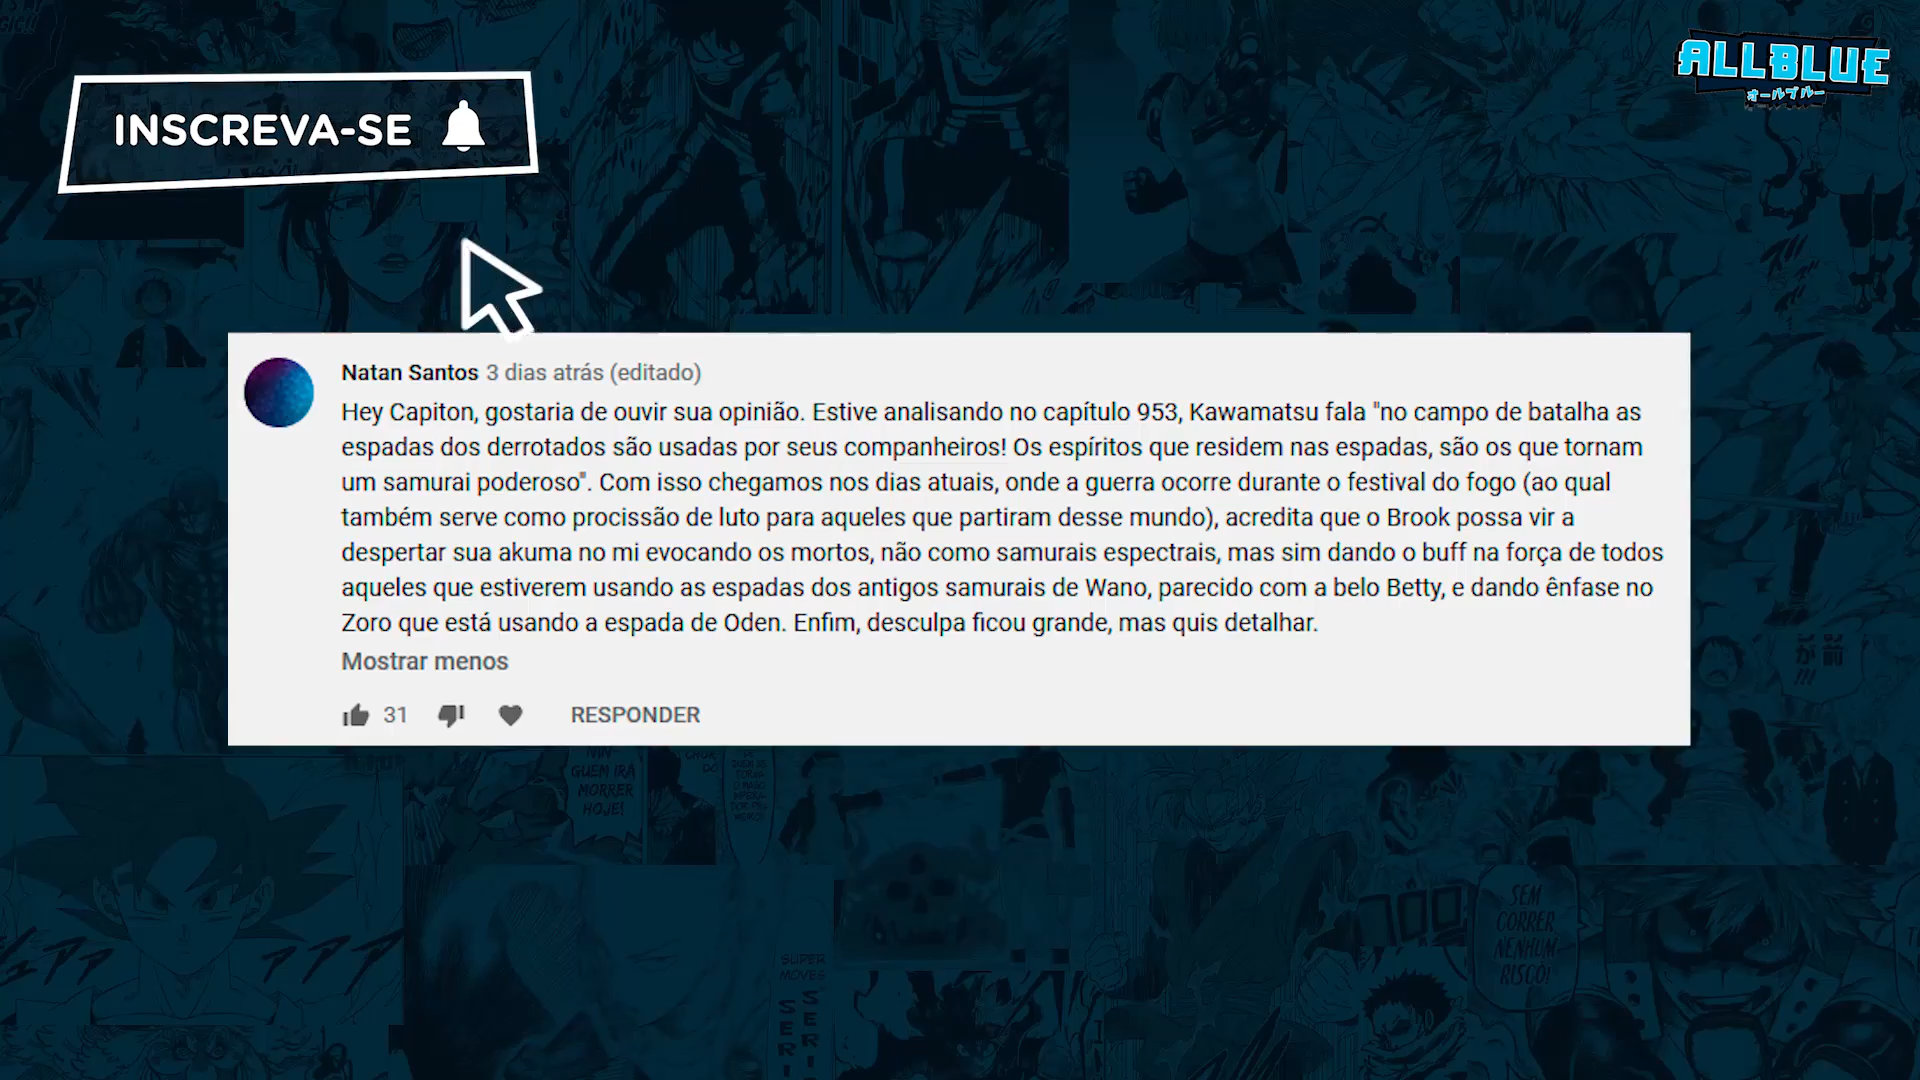 ALLBLUE
オールブルー
INSCREVA-SE
Natan Santos 3 dias atrás (editado)
Hey Capiton, gostaria de ouvir sua opinião. Estive analisando no capítulo 953, Kawamatsu fala "no campo de batalha as
espadas dos derrotados são usadas por seus companheiros! Os espíritos que residem nas espadas, são os que tornam
um samurai poderoso". Com isso chegamos nos dias atuais, onde a guerra ocorre durante o festival do fogo (ao qual
também serve como procissão de luto para aqueles que partiram desse mundo), acredita que o Brook possa vir a
despertar sua akuma no mi evocando os mortos, não como samurais espectrais, mas sim dando o buff na força de todos
aqueles que estiverem usando as espadas dos antigos samurais de Wano, parecido com a belo Betty, e dando ênfase no
Zoro que está usando a espada de Oden. Enfim, desculpa ficou grande, mas quis detalhar.
Mostrar menos
31 RESPONDER
GUEM IRÁ
MORRER
HOJE!
SEM
CORRER
NENHUM
RISCO!
SUPER
MOVES